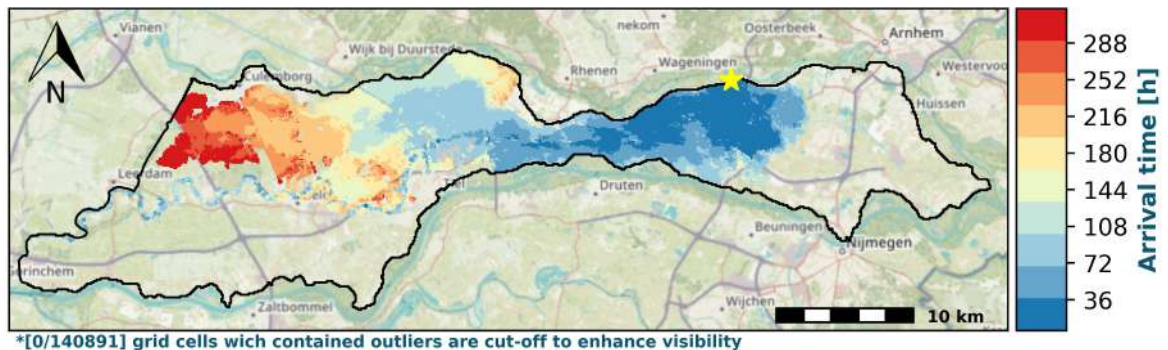 Vianen
nekom
Oosterbeek
Arnhem
Wijk bij Duurstede
Wageningen
Westervoo
Culemborg
Rhenen
Huissen
N
Leerdam
Druten
Beuningen
Nijmegen
Gorinchem
Zaltbommel
Wijchen
10 km
288
252
216
180
144
108
72
36
Arrival time [h]
*[0/140891] grid cells wich contained outliers are cut-off to enhance visibility